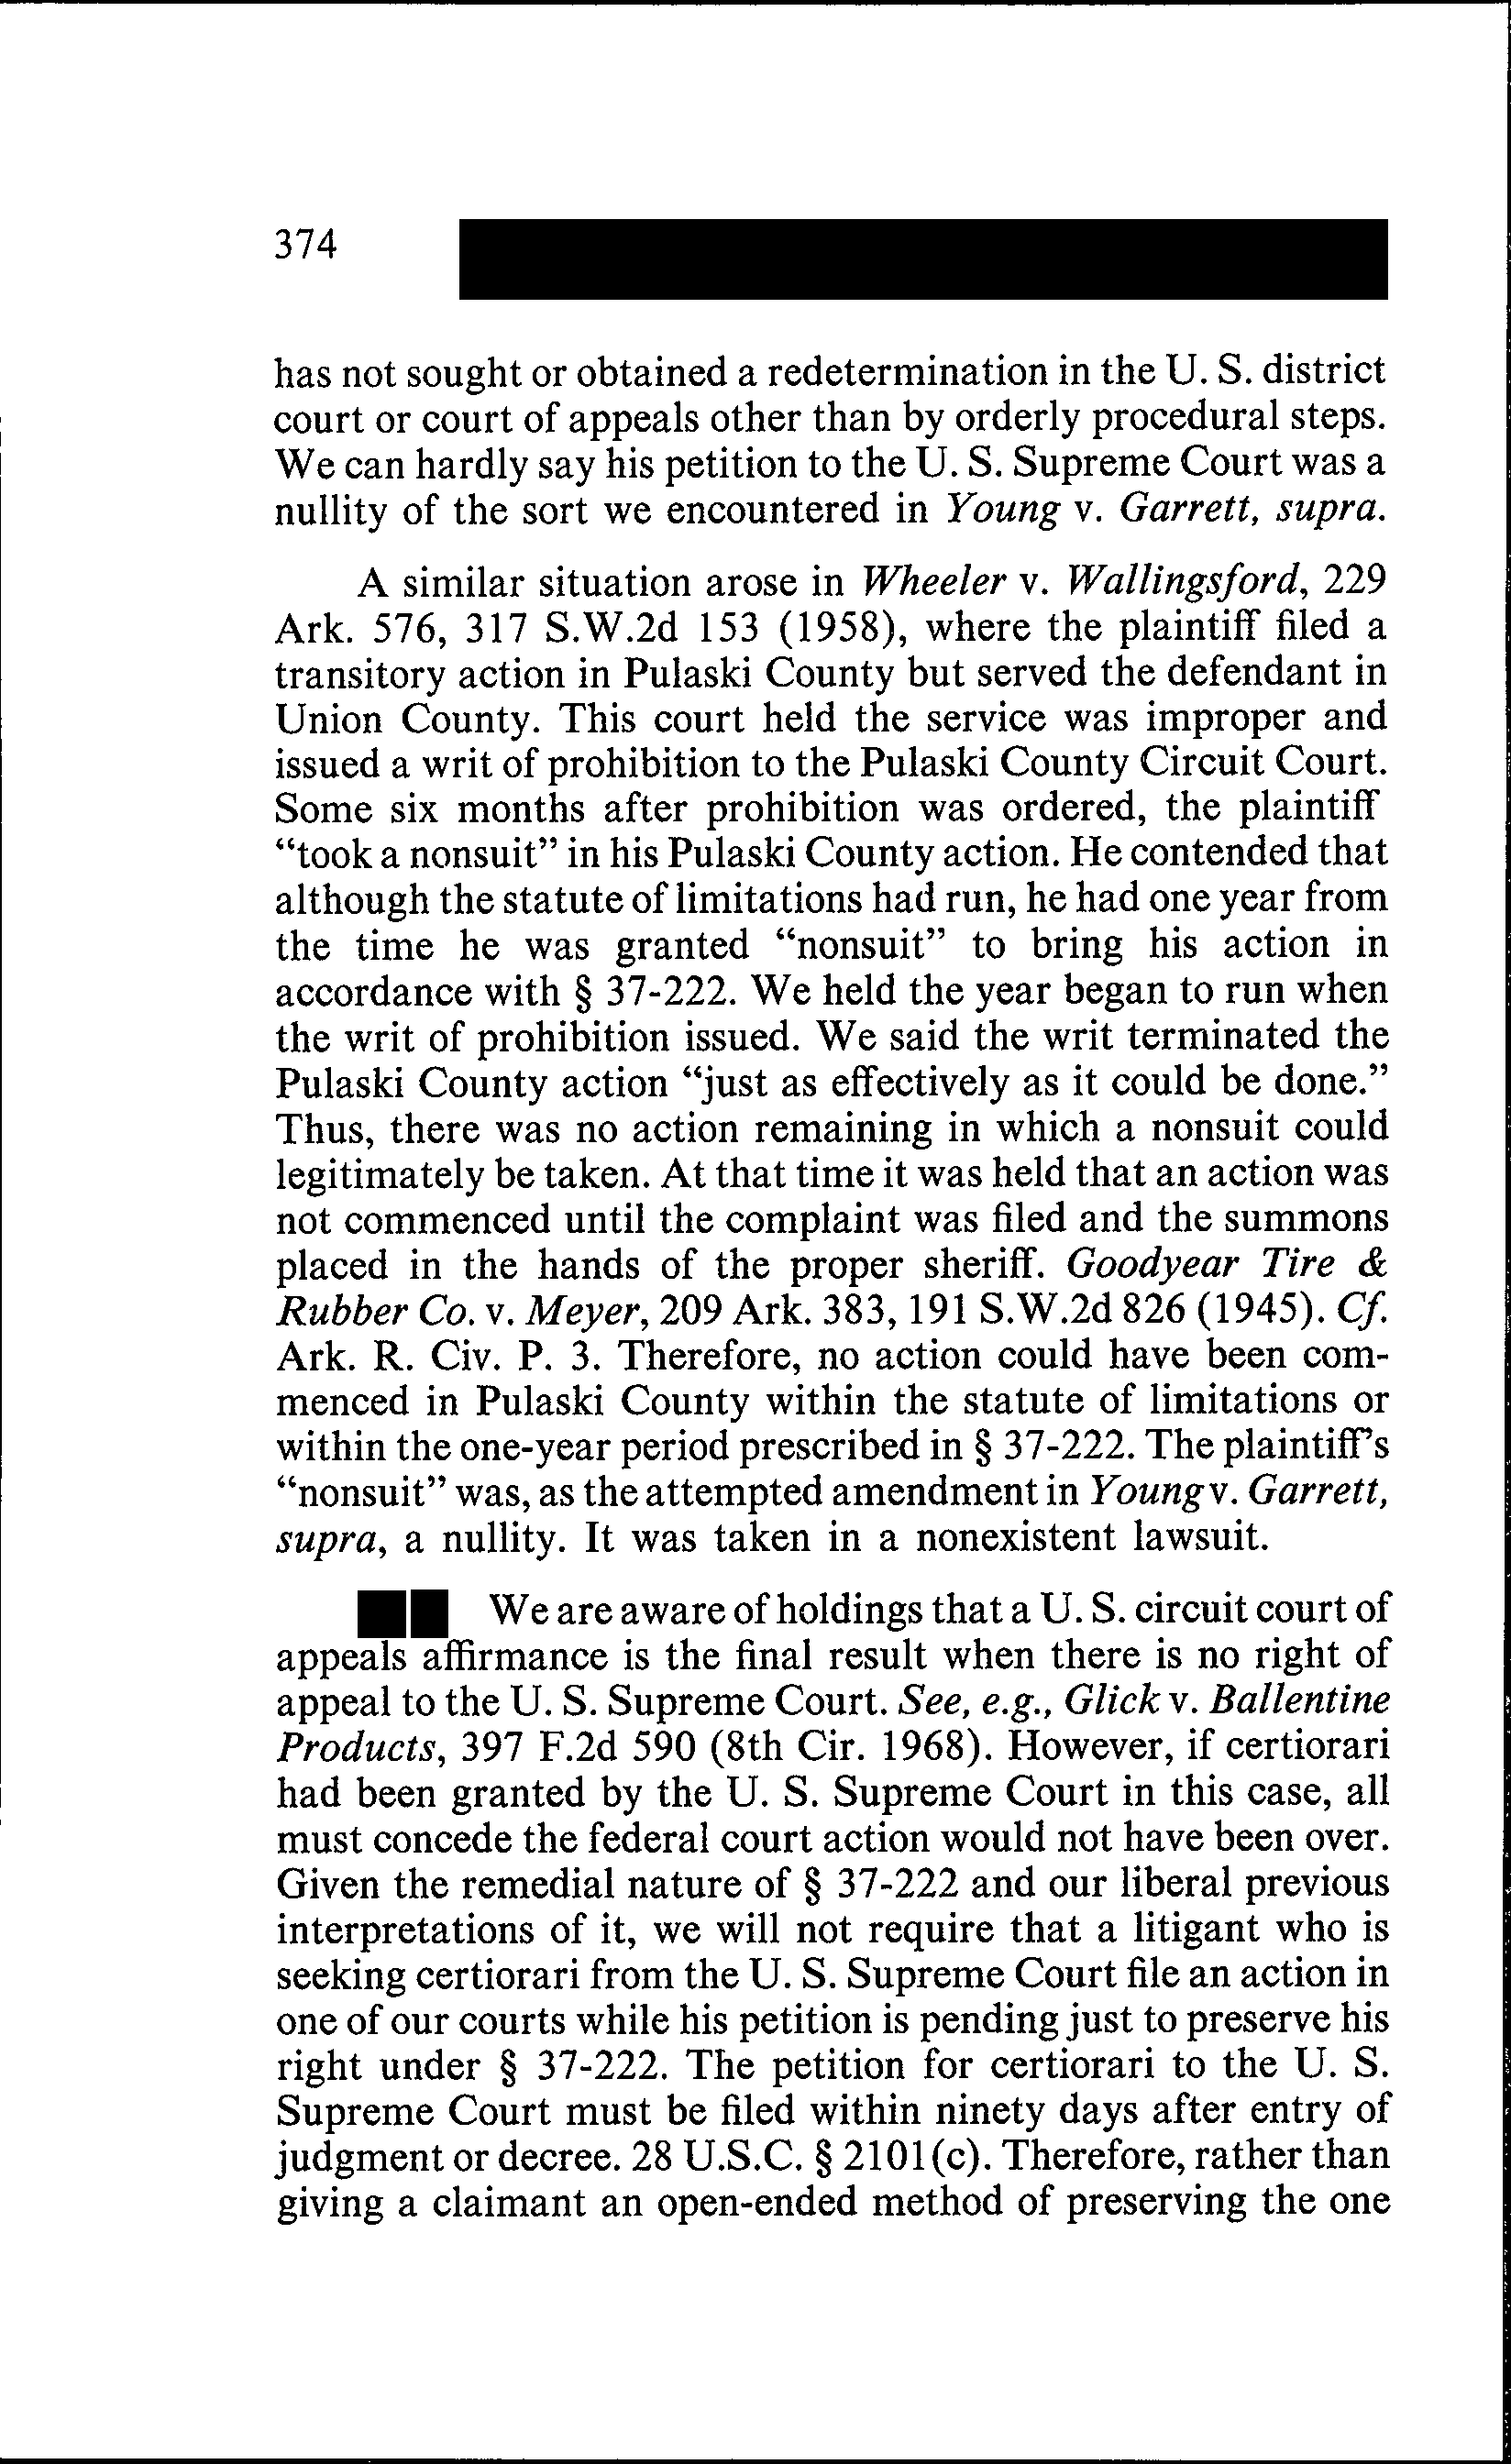 374
has not sought or obtained a redetermination in the U. S. district
court or court of appeals other than by orderly procedural steps.
We can hardly say his petition to the U. S. Supreme Court was a
nullity of the sort we encountered in Young v. Garrett, supra.
A similar situation arose in Wheeler v. Wallingsford, 229
Ark. 576, 317 S.W.2d 153 (1958), where the plaintiff filed a
transitory action in Pulaski County but served the defendant in
Union County. This court held the service was improper and
issued a writ of prohibition to the Pulaski County Circuit Court.
Some six months after prohibition was ordered, the plaintiff
“took a nonsuit” in his Pulaski County action. He contended that
although the statute of limitations had run, he had one year from
the time he was granted “nonsuit” to bring his action in
accordance with § 37-222. We held the year began to run when
the writ of prohibition issued. We said the writ terminated the
Pulaski County action “just as effectively as it could be done.”
Thus, there was no action remaining in which a nonsuit could
legitimately be taken. At that time it was held that an action was
not commenced until the complaint was filed and the summons
placed in the hands of the proper sheriff. Goodyear Tire &
Rubber Co. v. Meyer, 209 Ark. 383, 191 S.W.2d 826 (1945). Cf.
Ark. R. Civ. P. 3. Therefore, no action could have been com-
menced in Pulaski County within the statute of limitations or
within the one-year period prescribed in § 37-222. The plaintiff's
“nonsuit” was, as the attempted amendment in Young v. Garrett,
supra, a nullity. It was taken in a nonexistent lawsuit.
We are aware of holdings that a U. S. circuit court of
appeals affirmance is the final result when there is no right of
appeal to the U. S. Supreme Court. See, e.g., Glick v. Ballentine
Products, 397 F.2d 590 (8th Cir. 1968). However, if certiorari
had been granted by the U. S. Supreme Court in this case, all
must concede the federal court action would not have been over.
Given the remedial nature of § 37-222 and our liberal previous
interpretations of it, we will not require that a litigant who is
seeking certiorari from the U. S. Supreme Court file an action in
one of our courts while his petition is pending just to preserve his
right under § 37-222. The petition for certiorari to the U. S.
Supreme Court must be filed within ninety days after entry of
judgment or decree. 28 U.S.C. § 2101(c). Therefore, rather than
giving a claimant an open-ended method of preserving the one